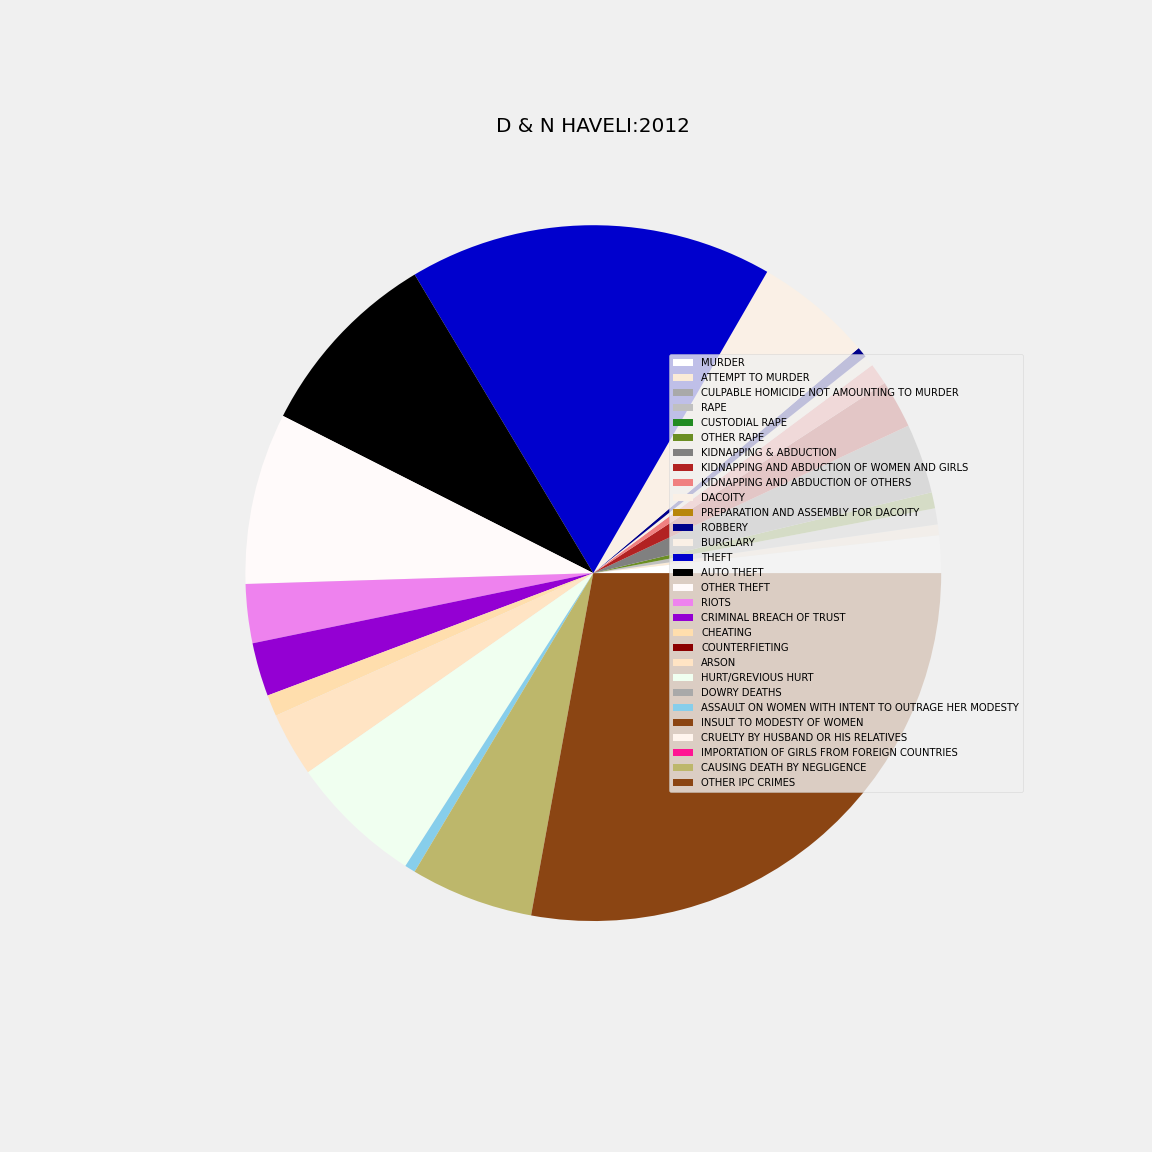 D & N HAVELI:2012
MURDER
ATTEMPT TO MURDER
CULPABLE HOMICIDE NOT AMOUNTING TO MURDER
RAPE
CUSTODIAL RAPE
OTHER RAPE
KIDNAPPING & ABDUCTION
KIDNAPPING AND ABDUCTION OF WOMEN AND GIRLS
KIDNAPPING AND ABDUCTION OF OTHERS
DACOITY
PREPARATION AND ASSEMBLY FOR DACOITY
ROBBERY
BURGLARY
THEFT
AUTO THEFT
OTHER THEFT
RIOTS
CRIMINAL BREACH OF TRUST
CHEATING
COUNTERFIETING
ARSON
HURT/GREVIOUS HURT
DOWRY DEATHS
ASSAULT ON WOMEN WITH INTENT TO OUTRAGE HER MODESTY
INSULT TO MODESTY OF WOMEN
CRUELTY BY HUSBAND OR HIS RELATIVES
IMPORTATION OF GIRLS FROM FOREIGN COUNTRIES
CAUSING DEATH BY NEGLIGENCE
OTHER IPC CRIMES